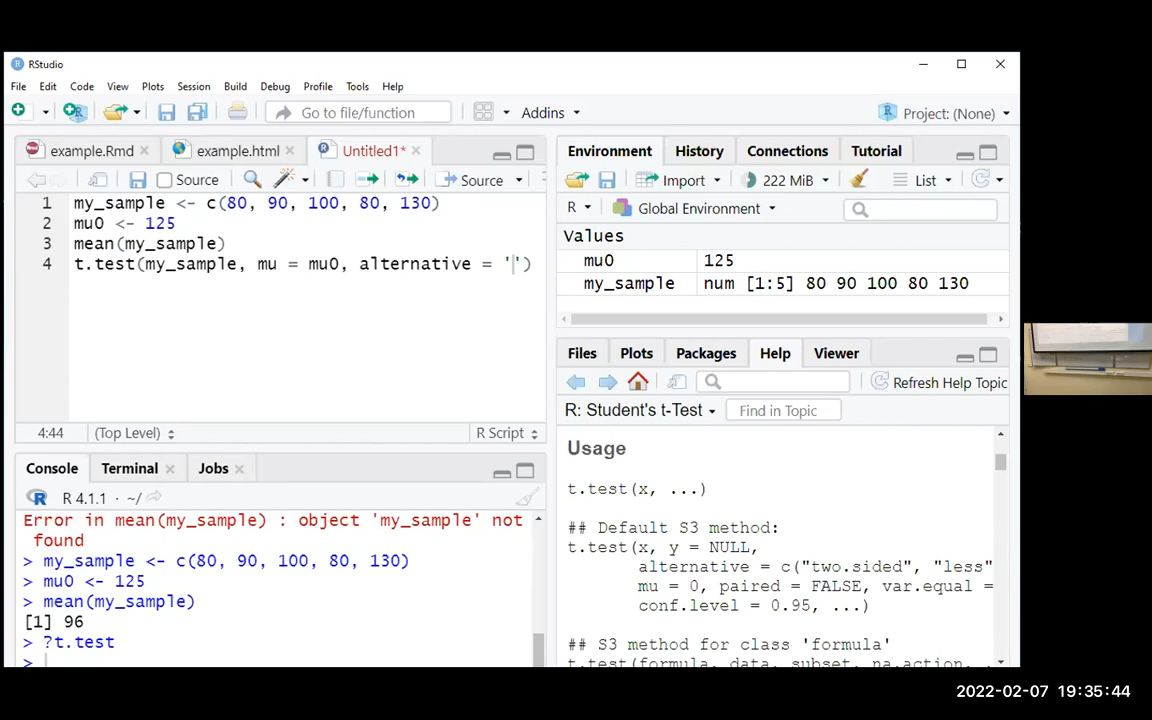 RStudio
File Edit Code View Plots Session Build Debug Profile Tools Help
Go to file/function Addins Project: (None)
example.Rmd example.html Untitled1*
Source Source
1 my_sample <- c(80, 90, 100, 80, 130)
2 mu0 <- 125
3 mean(my_sample)
4 t.test(my_sample, mu = mu0, alternative = '')
4:44 (Top Level) R Script
Console Terminal Jobs
R 4.1.1 · ~/
Error in mean(my_sample) : object 'my_sample' not
found
> my_sample <- c(80, 90, 100, 80, 130)
> mu0 <- 125
> mean(my_sample)
[1] 96
> ?t.test
>
Environment History Connections Tutorial
Import 222 MiB List
R Global Environment
Values
mu0 125
my_sample num [1:5] 80 90 100 80 130
Files Plots Packages Help Viewer
Refresh Help Topic
R: Student's t-Test Find in Topic
Usage
t.test(x, ...)
## Default S3 method:
t.test(x, y = NULL,
alternative = c("two.sided", "less"
mu = 0, paired = FALSE, var.equal =
conf.level = 0.95, ...)
## S3 method for class 'formula'
t.test(formula, data, subset, na.action,
2022-02-07 19:35:44